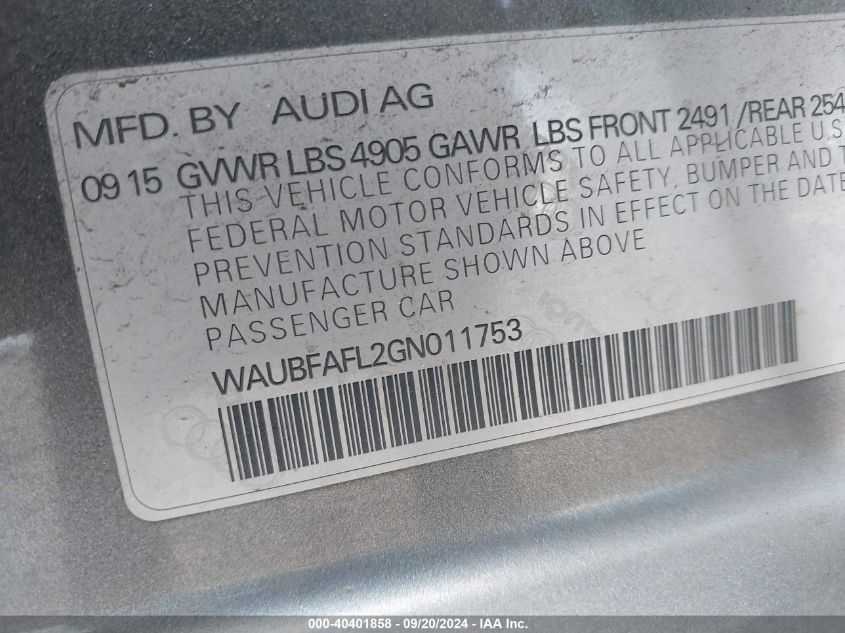 MFD. BY AUDI AG
09 15 GVWR LBS 4905 GAWR LBS FRONT 2491 /REAR 254
THIS VEHICLE CONFORMS TO ALL APPLICABLE U.S
FEDERAL MOTOR VEHICLE SAFETY, BUMPER AND T
PREVENTION STANDARDS IN EFFECT ON THE DATE
MANUFACTURE SHOWN ABOVE
PASSENGER CAR
WAUBFAFL2GN011753
000-40401858 - 09/20/2024 - IAA Inc.